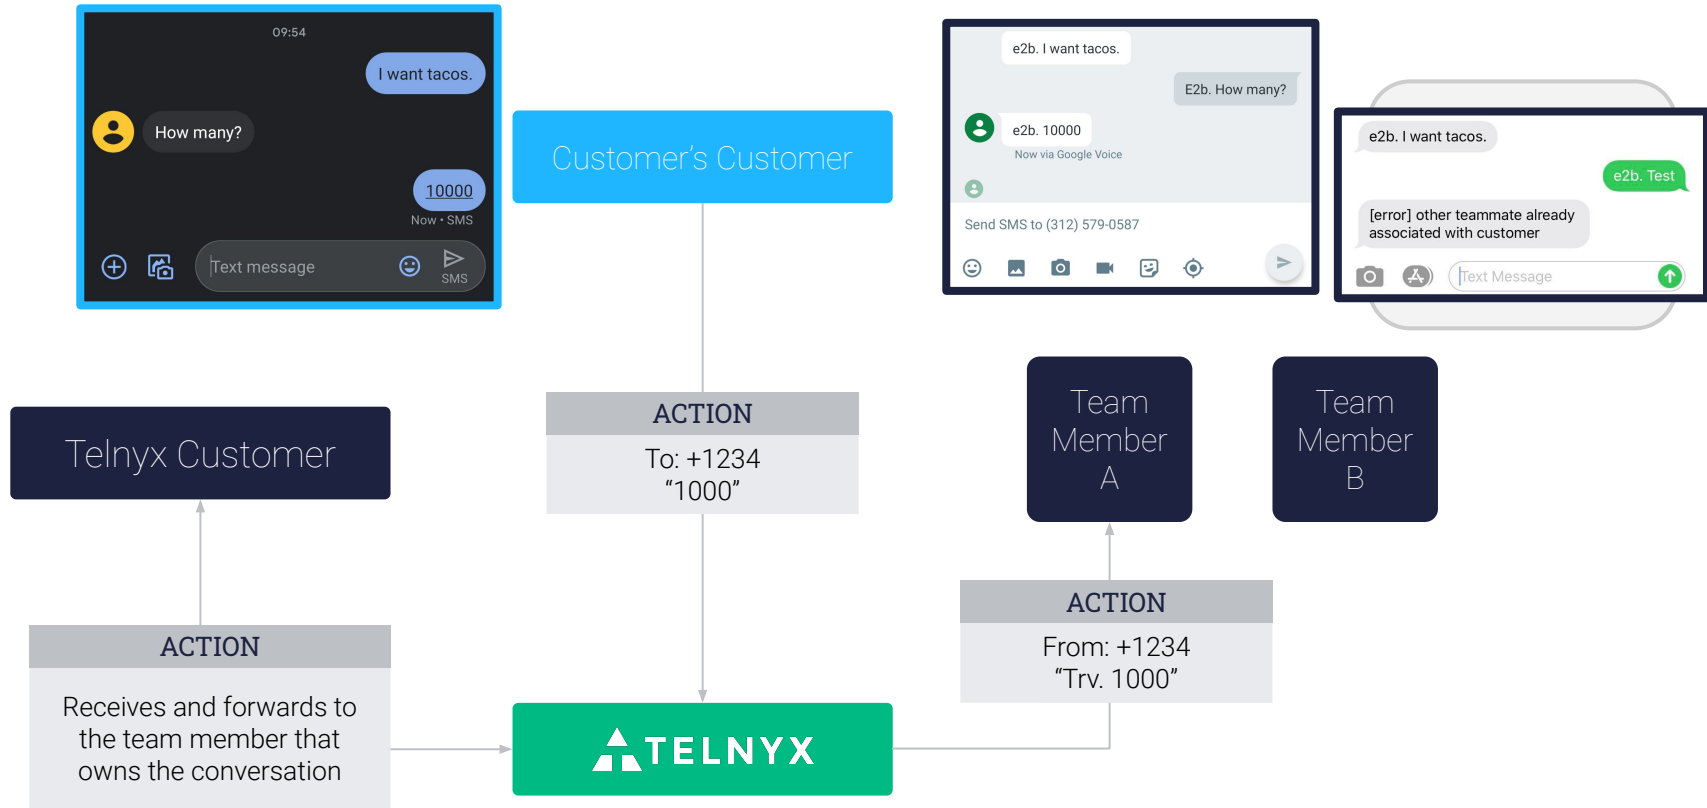 09:54
I want tacos.
How many?
10000
Now • SMS
Text message
SMS
Customer's Customer
e2b. I want tacos.
E2b. How many?
e2b. 10000
Now via Google Voice
Send SMS to (312) 579-0587
e2b. I want tacos.
e2b. Test
[error] other teammate already
associated with customer
Text Message
Telnyx Customer
ACTION
To: +1234
“1000”
Team
Member
A
Team
Member
B
ACTION
Receives and forwards to
the team member that
owns the conversation
ACTION
From: +1234
“Trv. 1000”
TELNYX